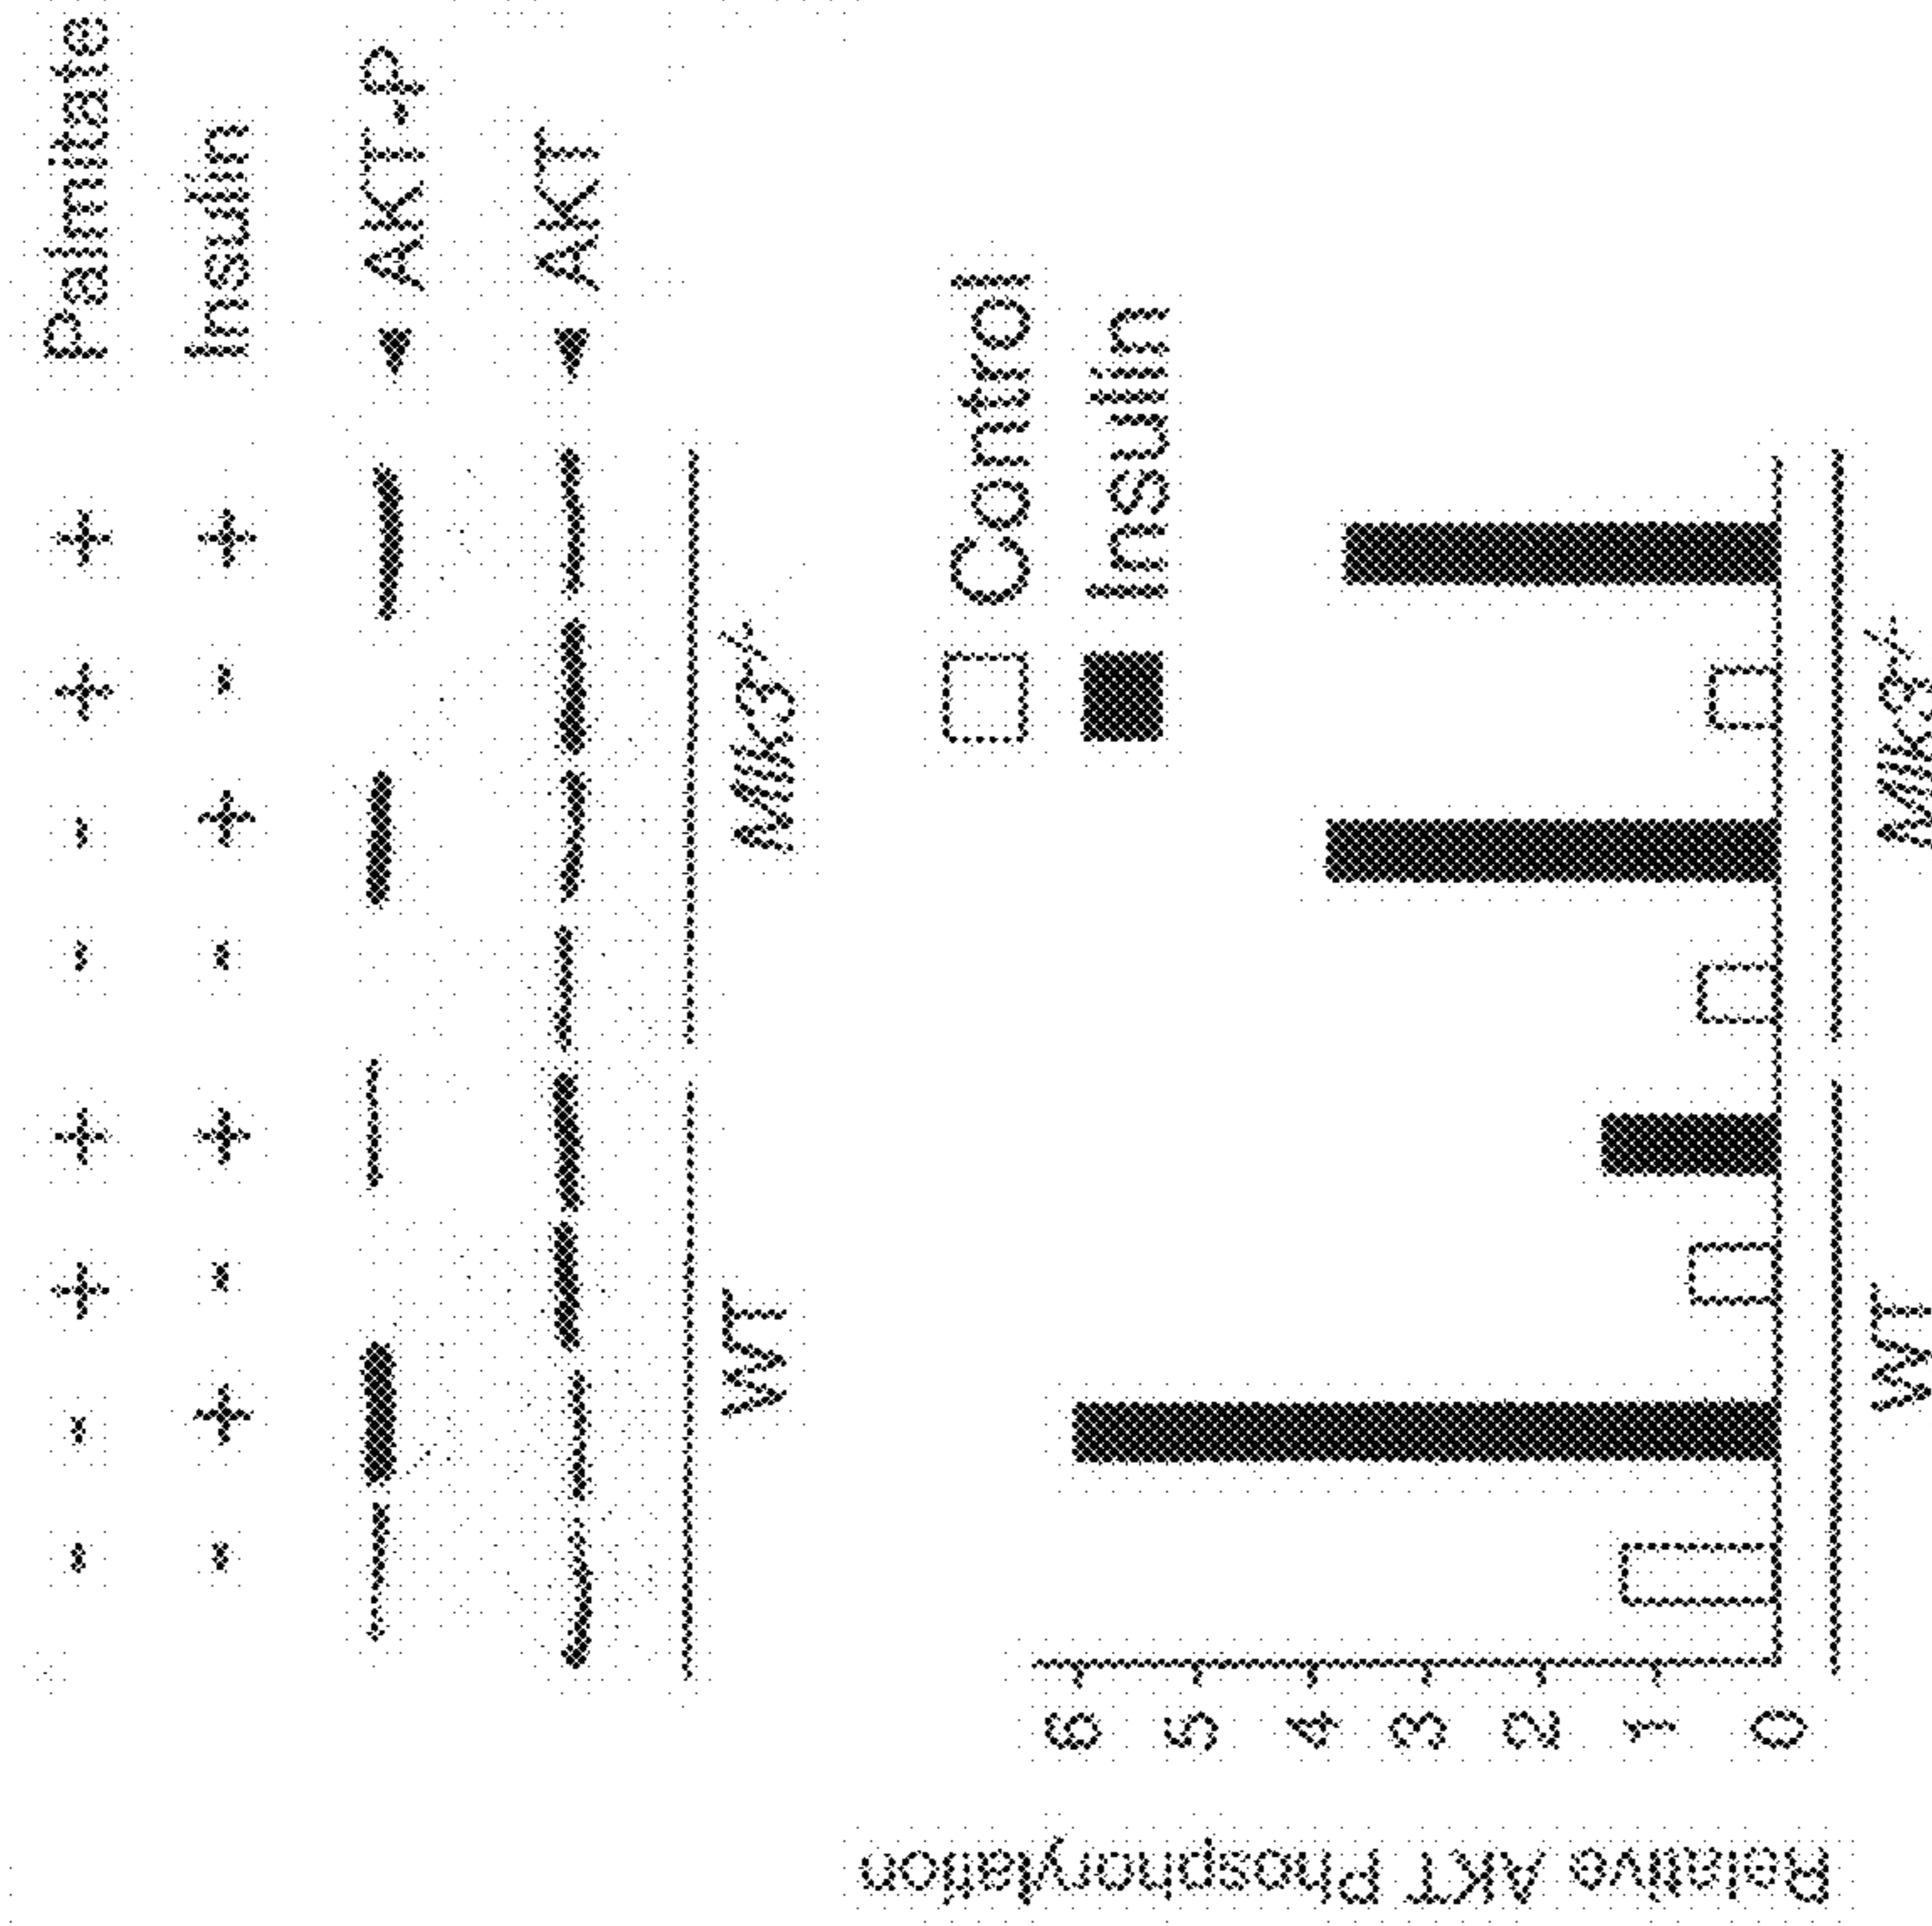 - - + + - - + + Palmitate
- + - + - + - + Insulin
◀ AKT-P
◀ AKT
WT Mlk3-/-
Control
Insulin
Relative AKT Phosphorylation
6
5
4
3
2
1
0
WT Mlk3-/-